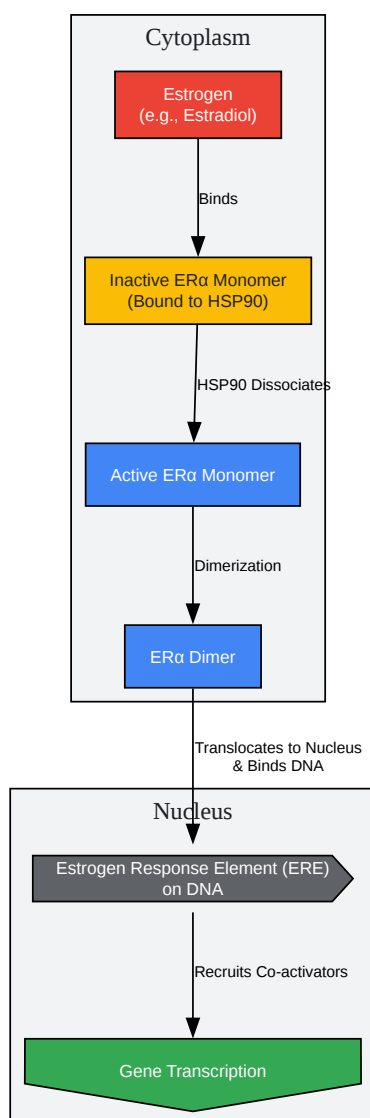 Cytoplasm
Estrogen
(e.g., Estradiol)
Binds
Inactive ERα Monomer
(Bound to HSP90)
HSP90 Dissociates
Active ERα Monomer
Dimerization
ERα Dimer
Translocates to Nucleus
& Binds DNA
Nucleus
Estrogen Response Element (ERE)
on DNA
Recruits Co-activators
Gene Transcription